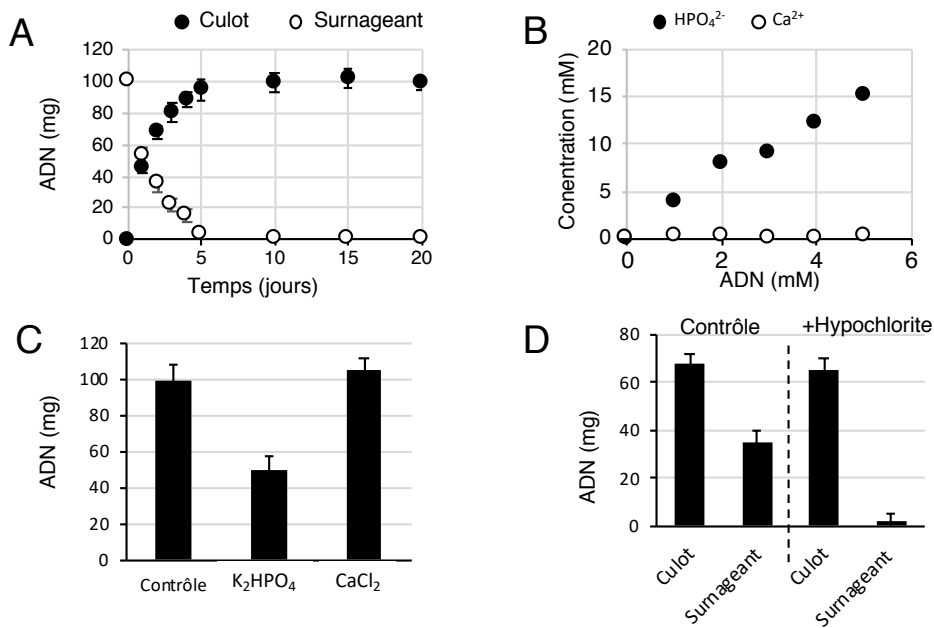 A
Culot
Surnageant
120
100
80
60
40
20
0
ADN (mg)
0
5
10
15
20
Temps (jours)
B
HPO₄²⁻
Ca²⁺
20
15
10
5
0
Conentration (mM)
0
2
4
6
ADN (mM)
C
120
100
80
60
40
20
0
ADN (mg)
Contrôle
K₂HPO₄
CaCl₂
D
Contrôle
+Hypochlorite
80
60
40
20
0
ADN (mg)
Culot
Surnageant
Culot
Surnageant